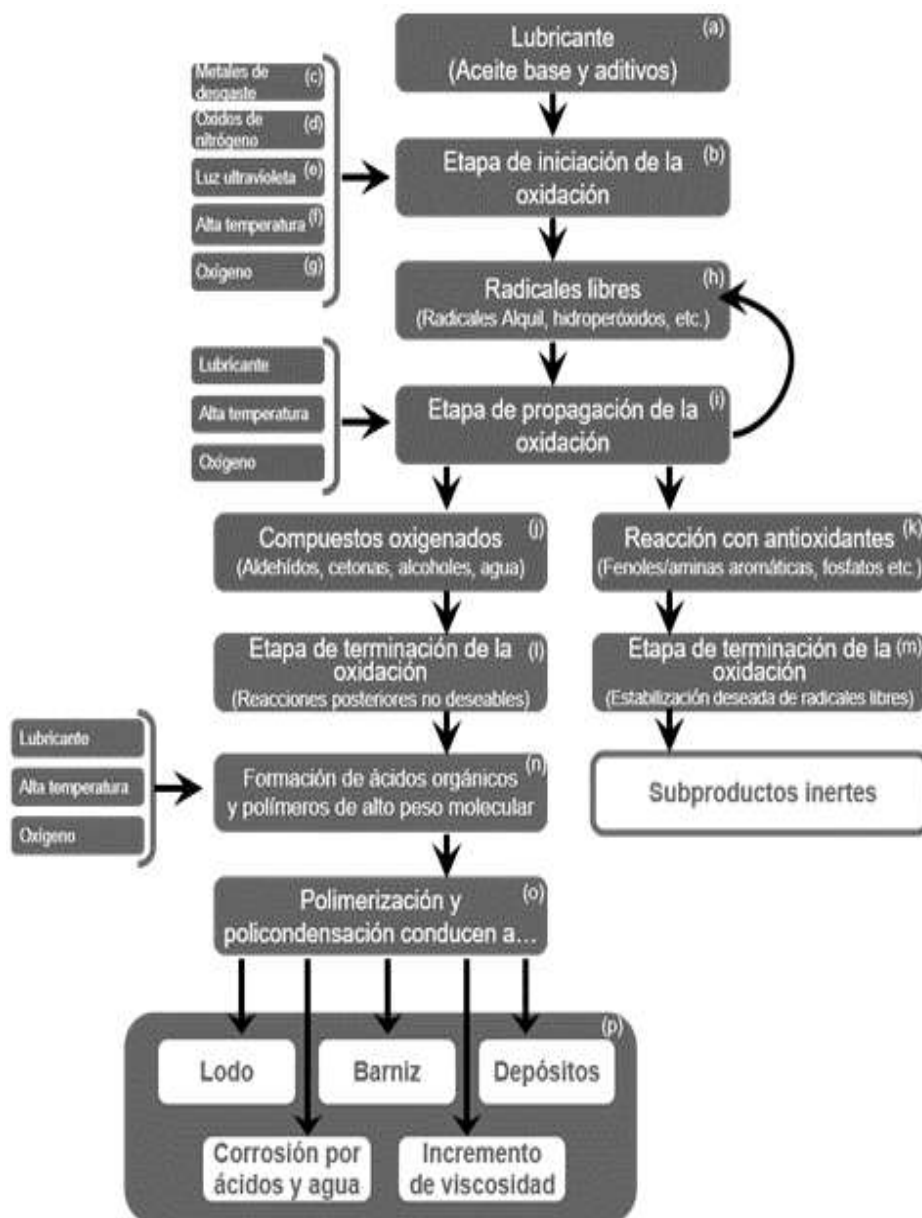 (a)
Lubricante
(Aceite base y aditivos)
Metales de (c)
desgaste
Oxidos de (d)
nitrógeno
Luz ultravioleta (e)
Alta temperatura (f)
Oxígeno (g)
Etapa de iniciación de la (b)
oxidación
Radicales libres (h)
(Radicales Alquil, hidroperóxidos, etc.)
Lubricante
Alta temperatura
Oxígeno
Etapa de propagación de la (i)
oxidación
Compuestos oxigenados (j)
(Aldehídos, cetonas, alcoholes, agua)
Reacción con antioxidantes (k)
(Fenoles/aminas aromáticas, fosfatos etc.)
Etapa de terminación de la (l)
oxidación
(Reacciones posteriores no deseables)
Etapa de terminación de la (m)
oxidación
(Estabilización deseada de radicales libres)
Lubricante
Alta temperatura
Oxígeno
Formación de ácidos orgánicos (n)
y polímeros de alto peso molecular
Subproductos inertes
Polimerización y (o)
policondensación conducen a...
(p)
Lodo
Barniz
Depósitos
Corrosión por
ácidos y agua
Incremento
de viscosidad